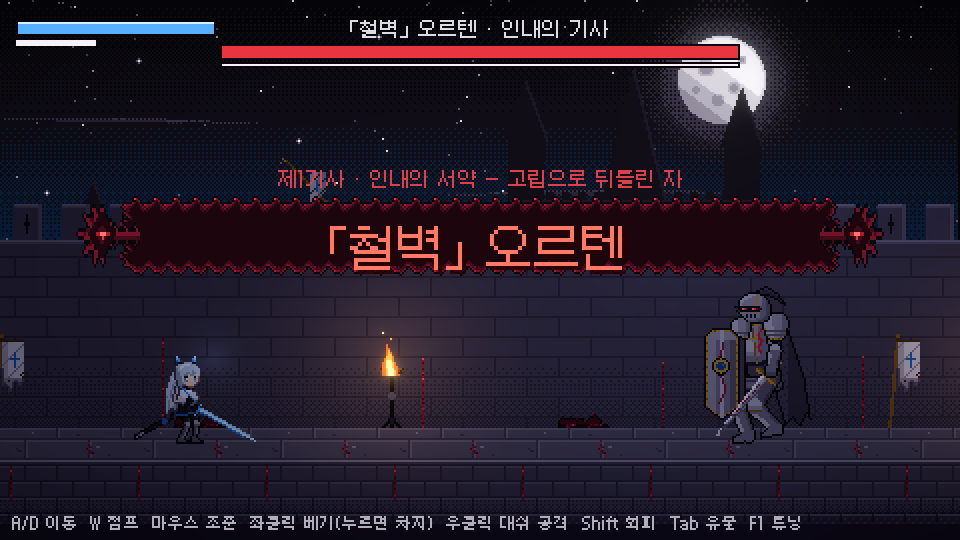 「철벽」 오르텐 · 인내의 기사
제1기사 · 인내의 서약 - 고립으로 뒤틀린 자
「철벽」 오르텐
A/D 이동 W 점프 마우스 조준 좌클릭 베기(누르면 차지) 우클릭 대쉬 공격 Shift 회피 Tab 유물 F1 튜닝